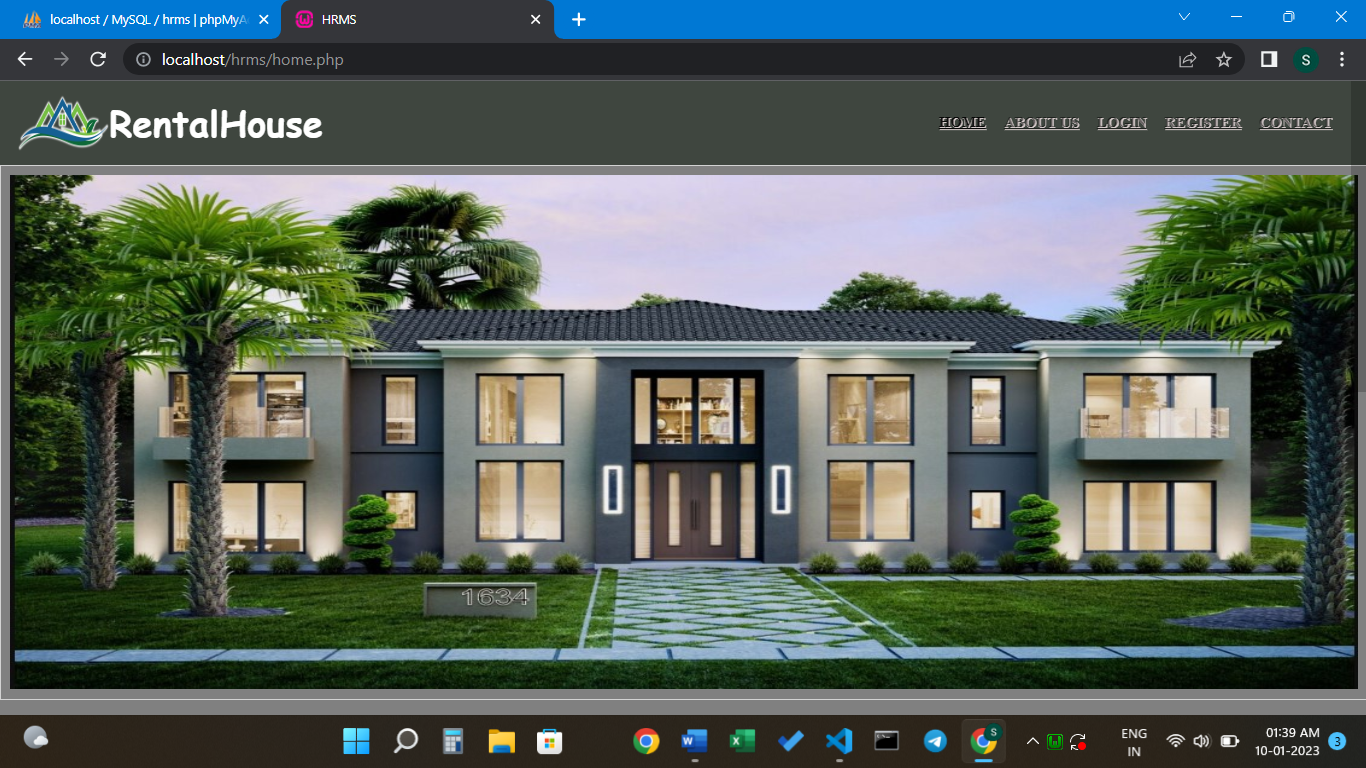 localhost / MySQL / hrms | phpMyA
HRMS
localhost/hrms/home.php
S
RentalHouse
HOME ABOUT US LOGIN REGISTER CONTACT
1634
ENG
IN
01:39 AM
10-01-2023
3